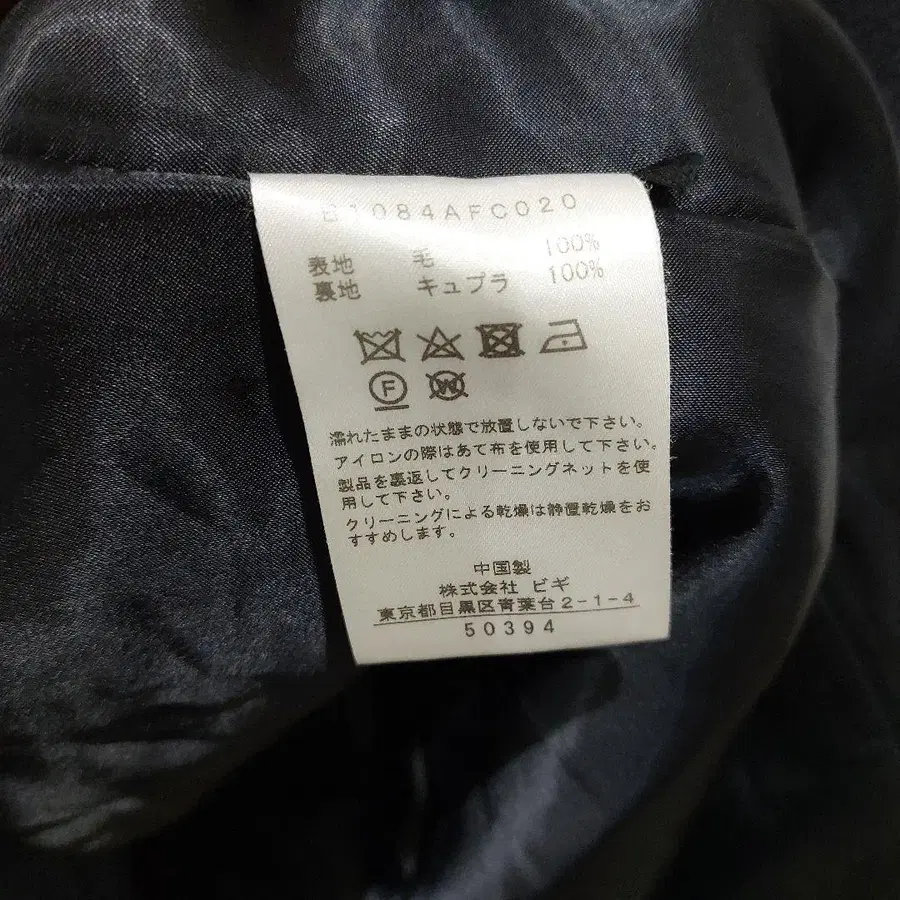 B1084AFC020
表地 毛 100%
裏地 キュプラ 100%
F W
濡れたままの状態で放置しないで下さい。
アイロンの際はあて布を使用して下さい。
製品を裏返してクリーニングネットを使
用して下さい。
クリーニングによる乾燥は静置乾燥をお
すすめします。
中国製
株式会社 ビギ
東京都目黒区青葉台2-1-4
50394